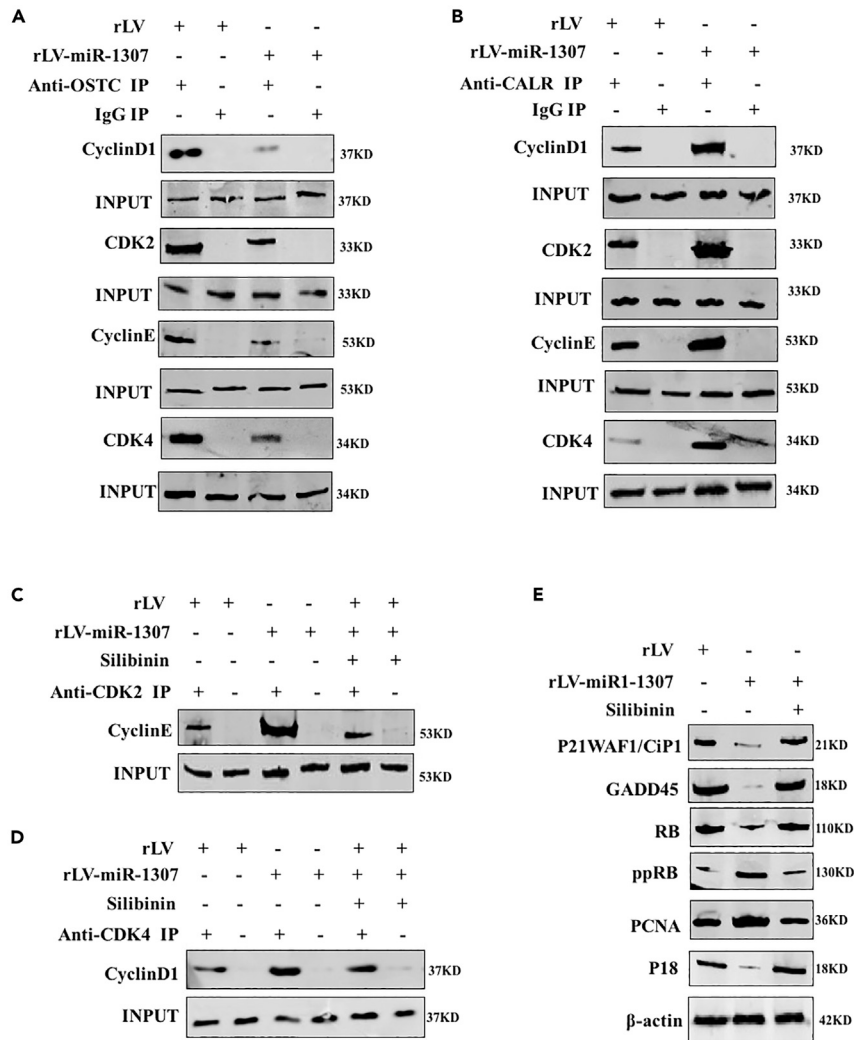 A
rLV + + - -
rLV-miR-1307 - - + +
Anti-OSTC IP + - + -
IgG IP - + - +
CyclinD1 37KD
INPUT 37KD
CDK2 33KD
INPUT 33KD
CyclinE 53KD
INPUT 53KD
CDK4 34KD
INPUT 34KD
B
rLV + + - -
rLV-miR-1307 - - + +
Anti-CALR IP + - + -
IgG IP - + - +
CyclinD1 37KD
INPUT 37KD
CDK2 33KD
INPUT 33KD
CyclinE 53KD
INPUT 53KD
CDK4 34KD
INPUT 34KD
C
rLV + + - - + +
rLV-miR-1307 - - + + + +
Silibinin - - - - + +
Anti-CDK2 IP + - + - + -
CyclinE 53KD
INPUT 53KD
D
rLV + + - - + +
rLV-miR-1307 - - + + + +
Silibinin - - - - + +
Anti-CDK4 IP + - + - + -
CyclinD1 37KD
INPUT 37KD
E
rLV + - -
rLV-miR1-1307 - + +
Silibinin - - +
P21WAF1/CiP1 21KD
GADD45 18KD
RB 110KD
ppRB 130KD
PCNA 36KD
P18 18KD
β-actin 42KD